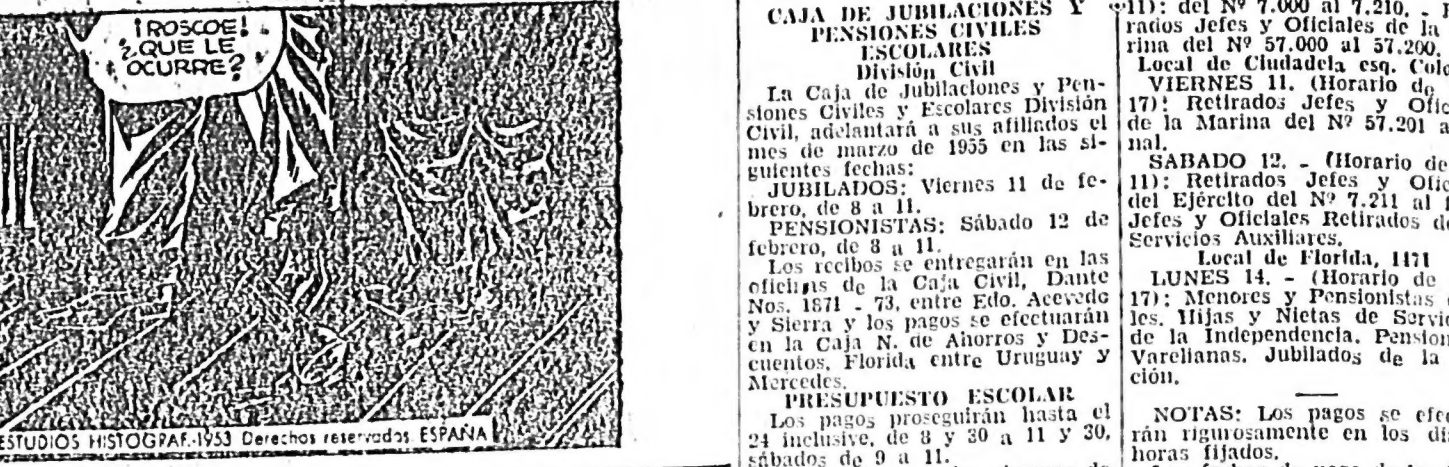 ¡ROSCOE!
¿QUE LE
OCURRE?
ESTUDIOS HISTOGRAF.-1953 Derechos reservados. ESPAÑA
CAJA DE JUBILACIONES Y
PENSIONES CIVILES
ESCOLARES
División Civil
La Caja de Jubilaciones y Pen-
siones Civiles y Escolares División
Civil, adelantará a sus afiliados el
mes de marzo de 1955 en las si-
guientes fechas:
JUBILADOS: Viernes 11 de fe-
brero, de 8 a 11.
PENSIONISTAS: Sábado 12 de
febrero, de 8 a 11.
Los recibos se entregarán en las
oficinas de la Caja Civil, Dante
Nos. 1871 - 73, entre Edo. Acevedo
y Sierra y los pagos se efectuarán
en la Caja N. de Ahorros y Des-
cuentos, Florida entre Uruguay y
Mercedes.
PRESUPUESTO ESCOLAR
Los pagos proseguirán hasta el
24 inclusive, de 8 y 30 a 11 y 30,
sábados de 9 a 11.
11): del Nº 7.000 al 7.210. -
rados Jefes y Oficiales de la
rina del Nº 57.000 al 57.200.
Local de Ciudadela esq. Colo
VIERNES 11. (Horario de
17): Retirados Jefes y Ofic
de la Marina del Nº 57.201 a
nal.
SABADO 12. - (Horario de
11): Retirados Jefes y Ofic
del Ejército del Nº 7.211 al
Jefes y Oficiales Retirados de
Servicios Auxiliares.
Local de Florida, 1171
LUNES 14. - (Horario de
17): Menores y Pensionistas
les. Hijas y Nietas de Servic
de la Independencia. Pension
Varelianas. Jubilados de la
ción.
NOTAS: Los pagos se efec
rán rigurosamente en los dí
horas fijados.